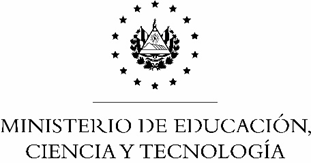 MINISTERIO DE EDUCACIÓN,
CIENCIA Y TECNOLOGÍA